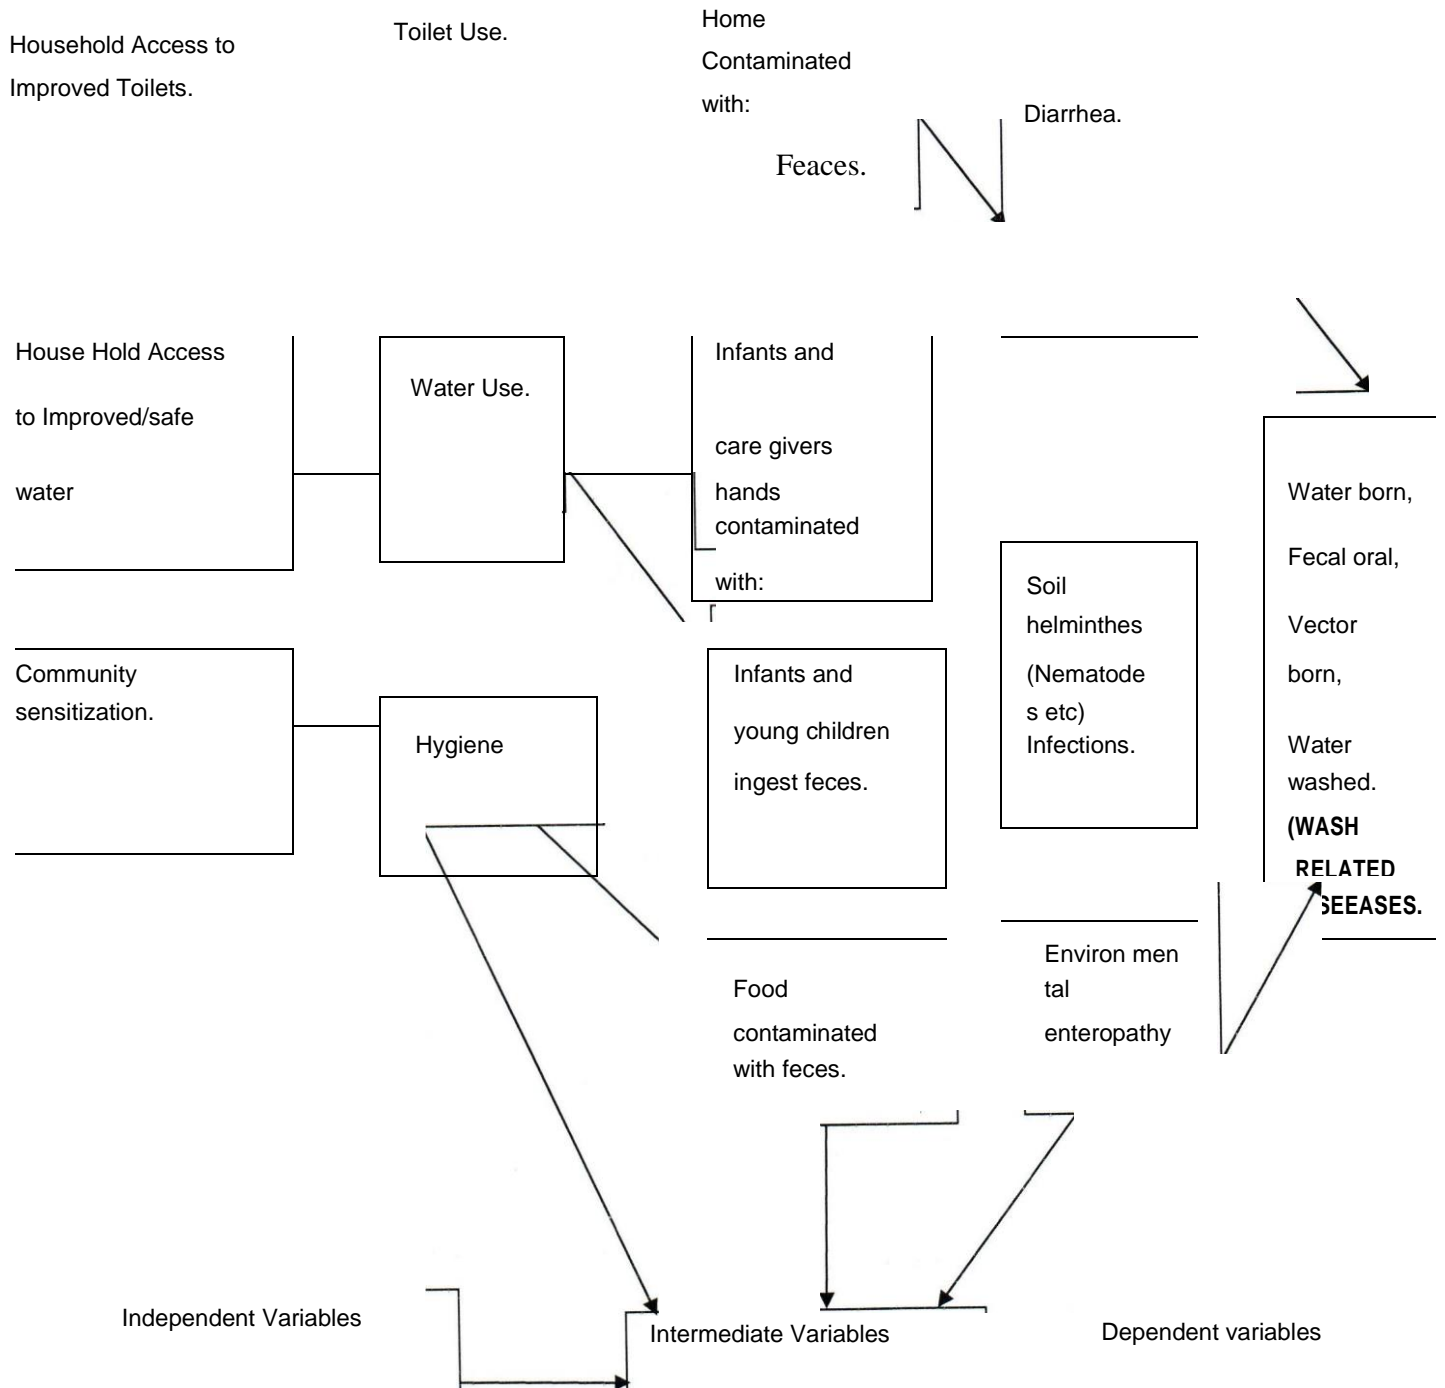 Household Access to
Improved Toilets.
Toilet Use.
Home
Contaminated
with:
Feaces.
Diarrhea.
House Hold Access
to Improved/safe
water
Water Use.
Infants and
care givers
hands
contaminated
with:
Community
sensitization.
Hygiene
Infants and
young children
ingest feces.
Soil
helminthes
(Nematode
s etc)
Infections.
Water born,
Fecal oral,
Vector
born,
Water
washed.
(WASH
RELATED
SEEASES.
Food
contaminated
with feces.
Environ men
tal
enteropathy
Independent Variables
Intermediate Variables
Dependent variables